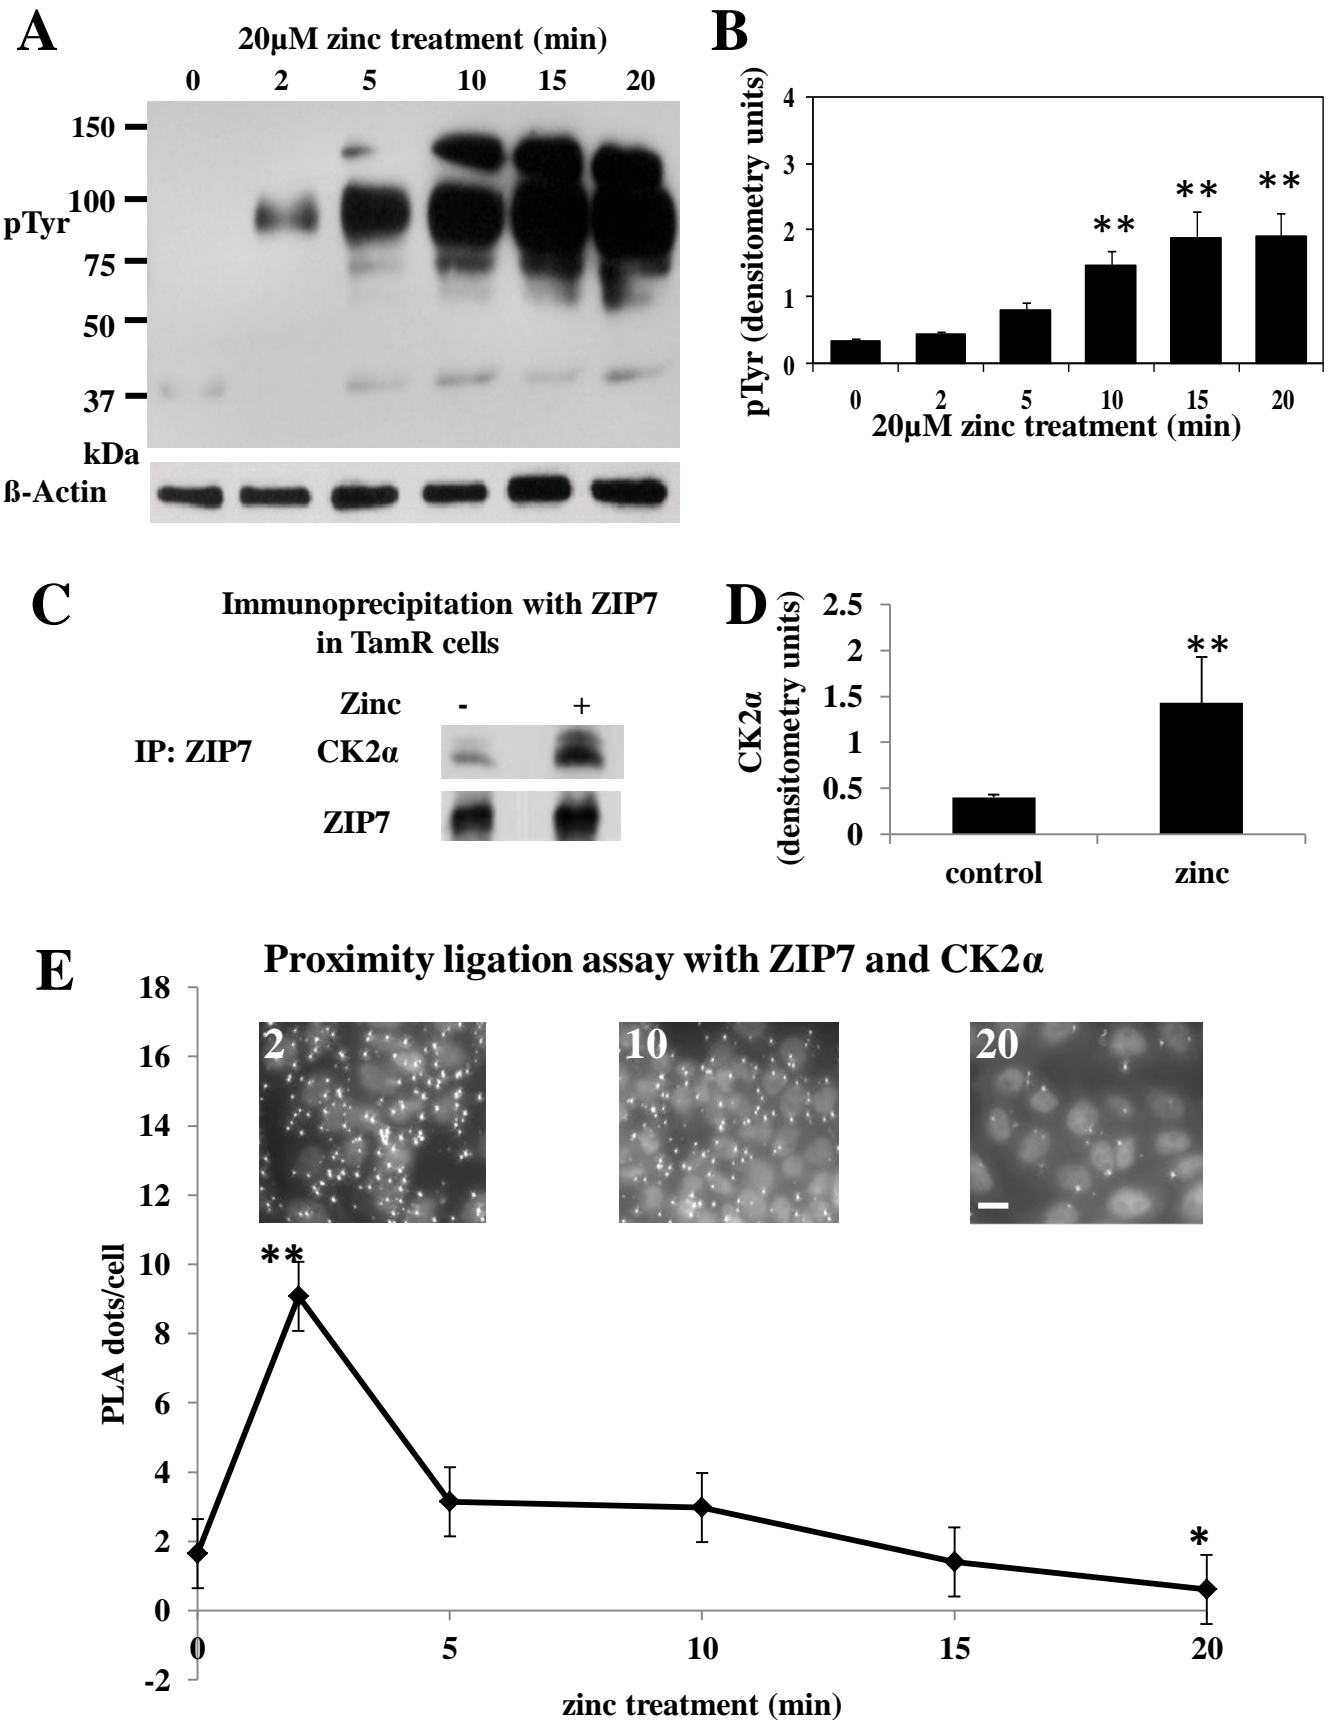 A
20µM zinc treatment (min)
0 2 5 10 15 20
150
100
pTyr
75
50
37
kDa
ß-Actin
B
pTyr (densitometry units)
4
3
2
1
0
** ** **
0 2 5 10 15 20
20µM zinc treatment (min)
C
Immunoprecipitation with ZIP7
in TamR cells
Zinc - +
IP: ZIP7 CK2α
ZIP7
D
CK2α
(densitometry units)
2.5
2
1.5
1
0.5
0
**
control zinc
E
Proximity ligation assay with ZIP7 and CK2α
PLA dots/cell
18
16
14
12
10
8
6
4
2
0
-2
2 10 20
**
*
0 5 10 15 20
zinc treatment (min)